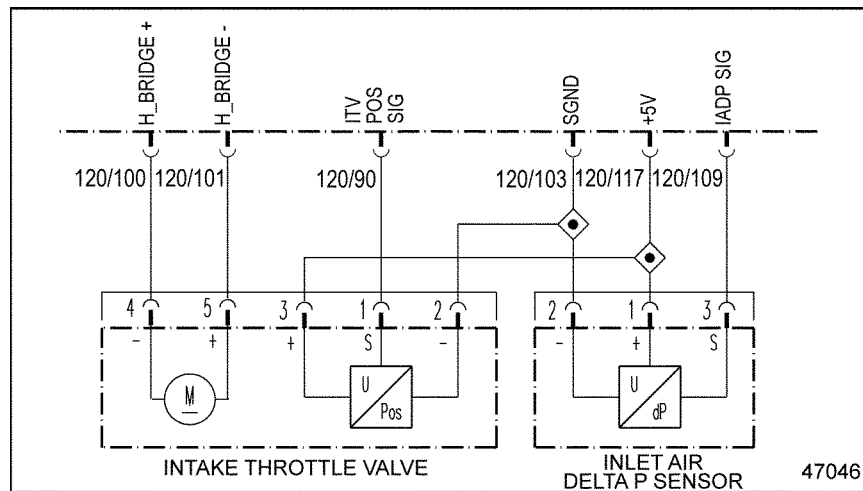 H_BRIDGE +
H_BRIDGE -
ITV
POS
SIG
SGND
+5V
IADP SIG
120/100 120/101 120/90 120/103 120/117 120/109
4 5 3 1 2 2 1 3
- + + S - - + S
M U Pos U dP
INTAKE THROTTLE VALVE
INLET AIR
DELTA P SENSOR
47046